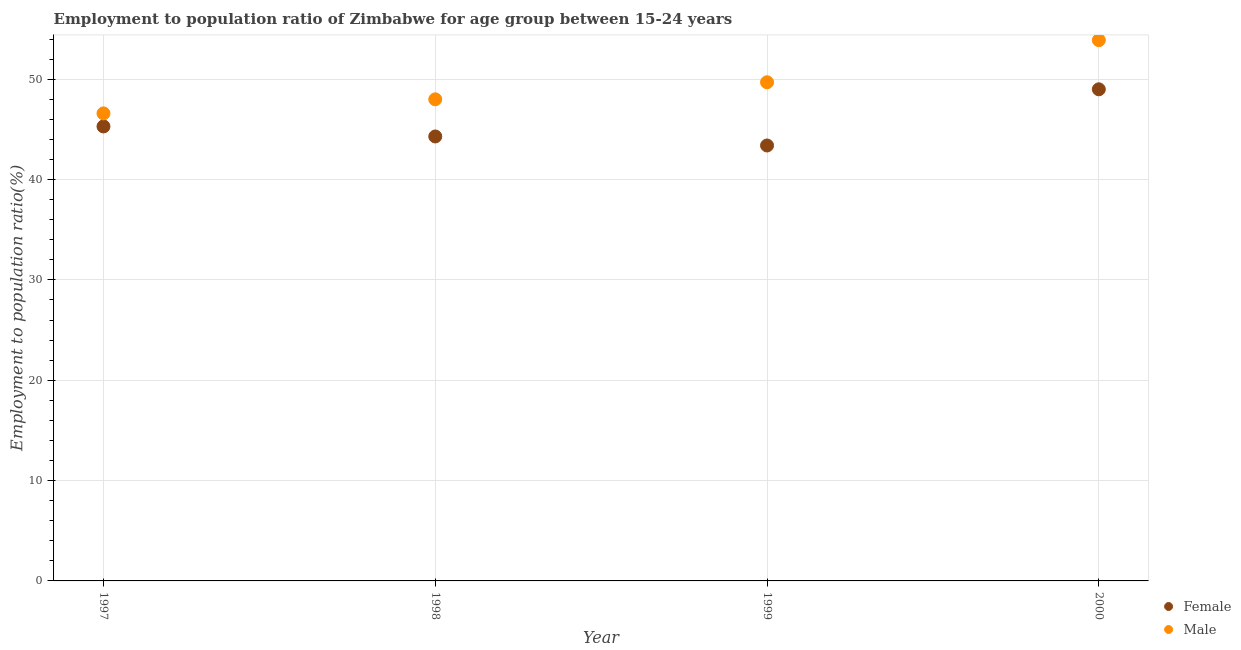 Employment to population ratio of Zimbabwe for age group between 15-24 years
Employment to population ratio(%)
50
40
30
20
10
0
1997
1998
1999
2000
Year
Female
Male